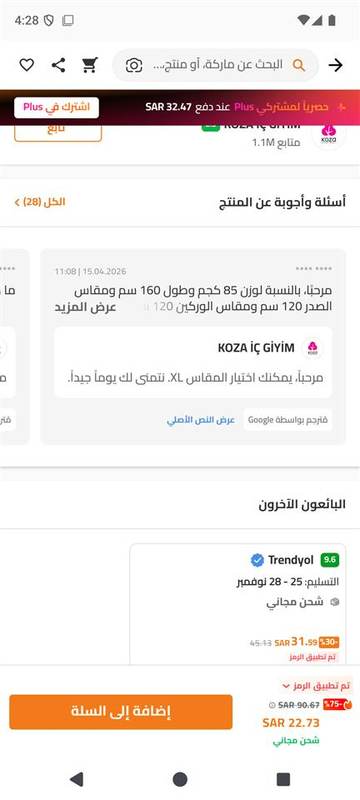 4:28
البحث عن ماركة، أو منتج،...
حصرياً لمشتركي Plus عند دفع SAR 32.47
اشترك في Plus
KOZA İÇ GİYİM
متابع 1.1M
تابع
أسئلة وأجوبة عن المنتج
الكل (28)
11:08 | 15.04.2026
مرحبًا، بالنسبة لوزن 85 كجم وطول 160 سم ومقاس
الصدر 120 سم ومقاس الوركين 120
عرض المزيد
KOZA İÇ GİYİM
مرحباً، يمكنك اختيار المقاس XL. نتمنى لك يوماً جيداً.
مُترجم بواسطة Google
عرض النص الأصلي
البائعون الآخرون
Trendyol 9.6
التسليم: 25 - 28 نوفمبر
شحن مجاني
%30- SAR 31.59 45.13
تم تطبيق الرمز
تم تطبيق الرمز
%75- SAR 90.67
SAR 22.73
شحن مجاني
إضافة إلى السلة